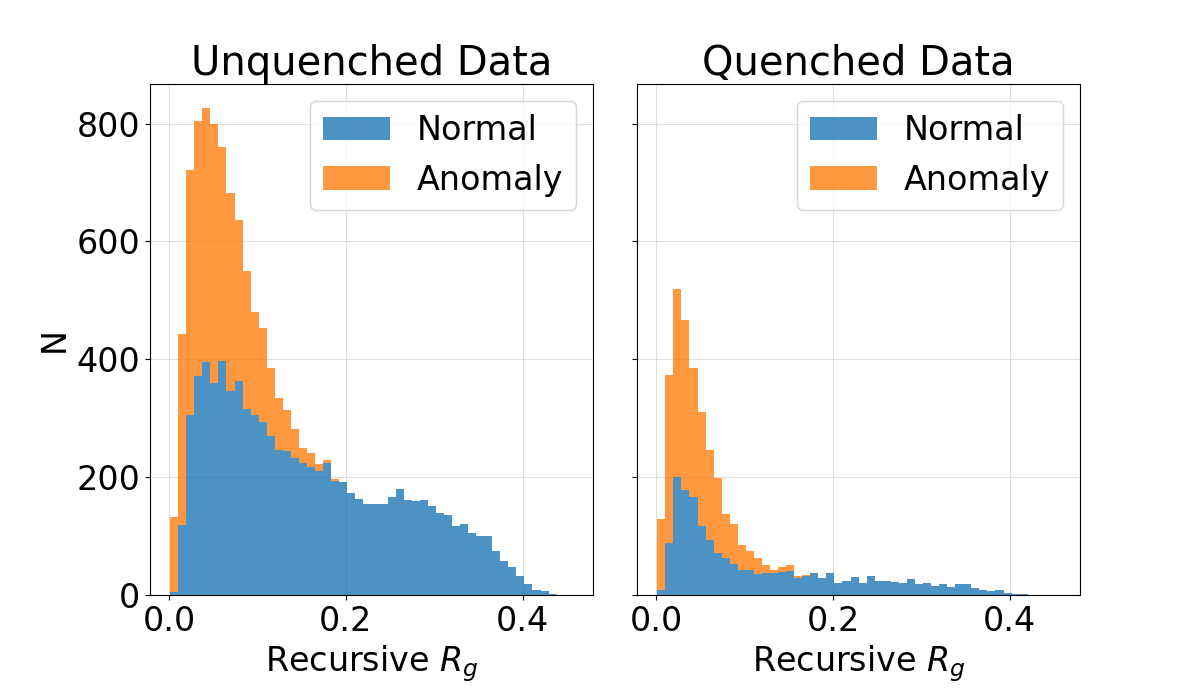 Unquenched Data
Quenched Data
Normal
Anomaly
Normal
Anomaly
N
800
600
400
200
0
0.0 0.2 0.4
0.0 0.2 0.4
Recursive $R_g$
Recursive $R_g$